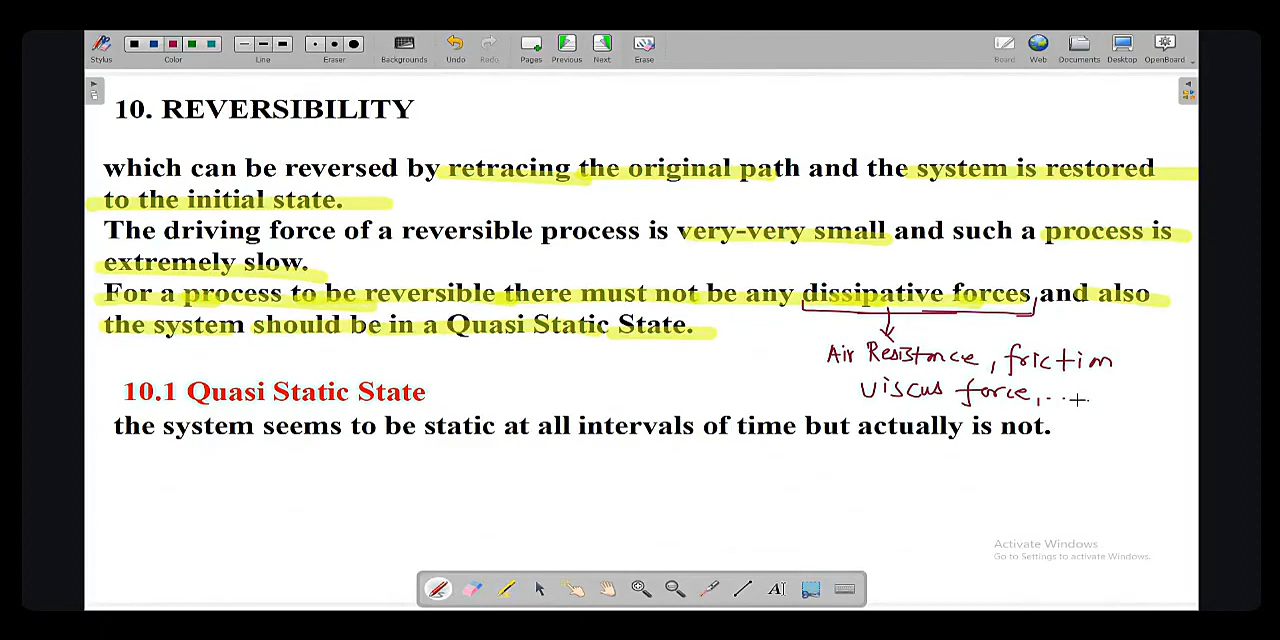 Stylus Color Line Eraser Backgrounds Undo Redo Pages Previous Next Erase Board Web Documents Desktop OpenBoard
10. REVERSIBILITY
which can be reversed by retracing the original path and the system is restored
to the initial state.
The driving force of a reversible process is very-very small and such a process is
extremely slow.
For a process to be reversible there must not be any dissipative forces, and also
the system should be in a Quasi Static State.
Air Resistance, friction
viscus force, ...
10.1 Quasi Static State
the system seems to be static at all intervals of time but actually is not.
Activate Windows
Go to Settings to activate Windows.